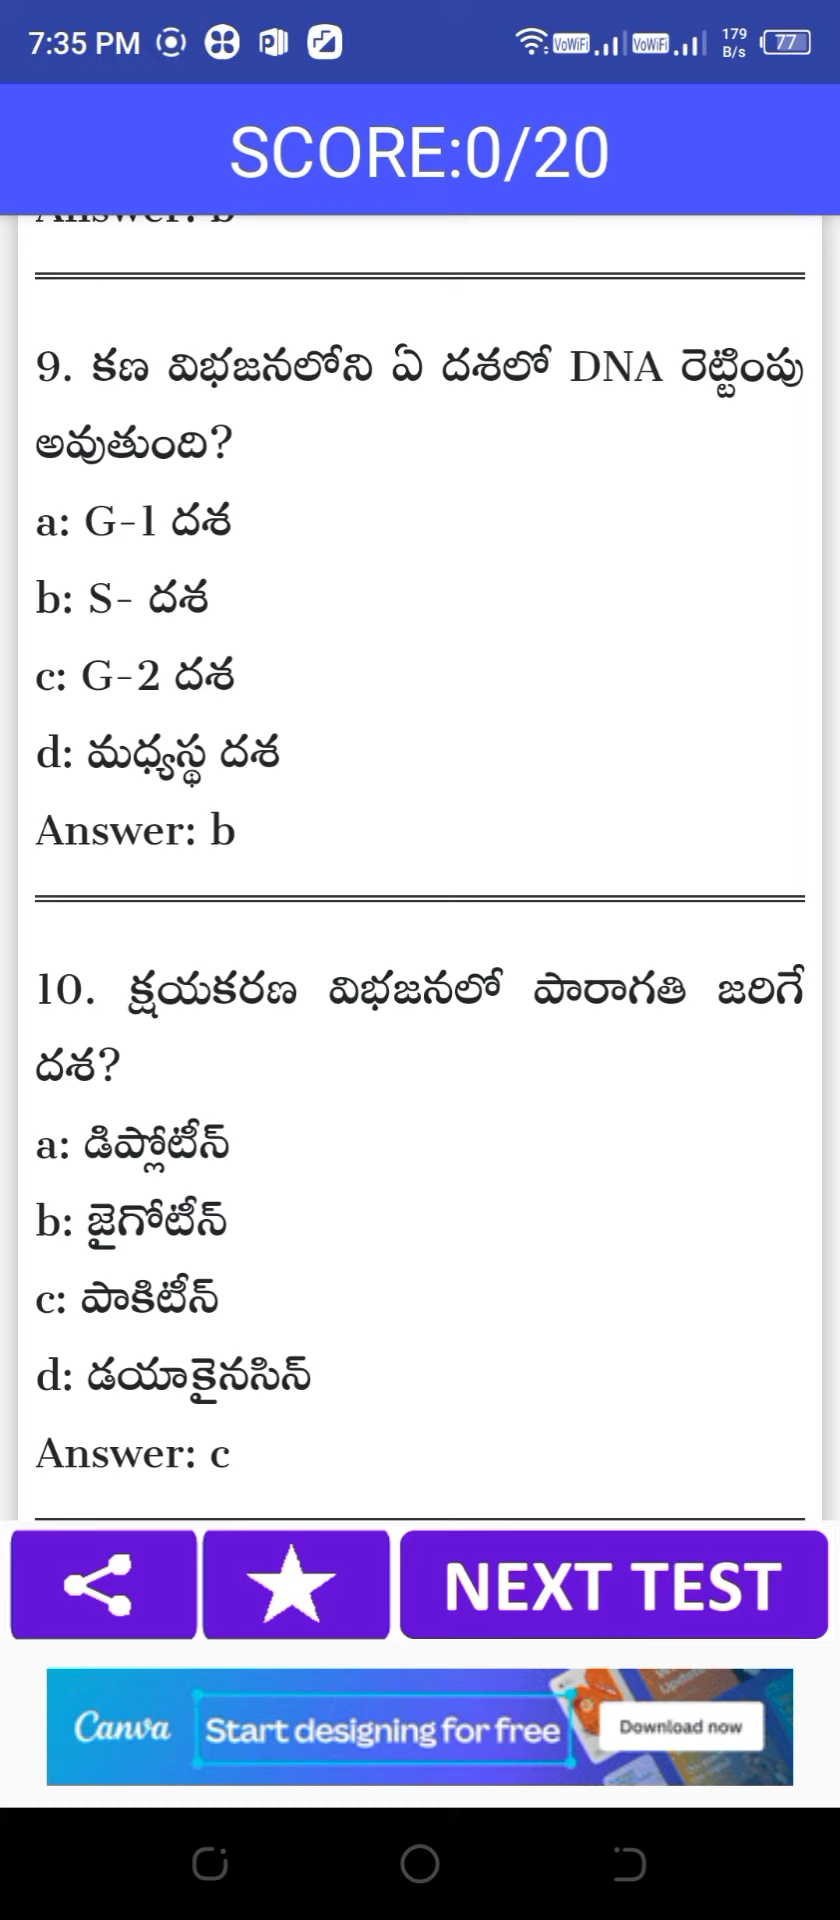 7:35 PM
VoWiFi VoWiFi 179 B/s 77
SCORE:0/20
Answer: b
9. కణ విభజనలోని ఏ దశలో DNA రెట్టింపు
అవుతుంది?
a: G-1 దశ
b: S- దశ
c: G-2 దశ
d: మధ్యస్థ దశ
Answer: b
10. క్షయకరణ విభజనలో పారాగతి జరిగే
దశ?
a: డిప్లోటీన్
b: జైగోటీన్
c: పాకిటీన్
d: డయాకైనసిన్
Answer: c
NEXT TEST
Canva Start designing for free Download now